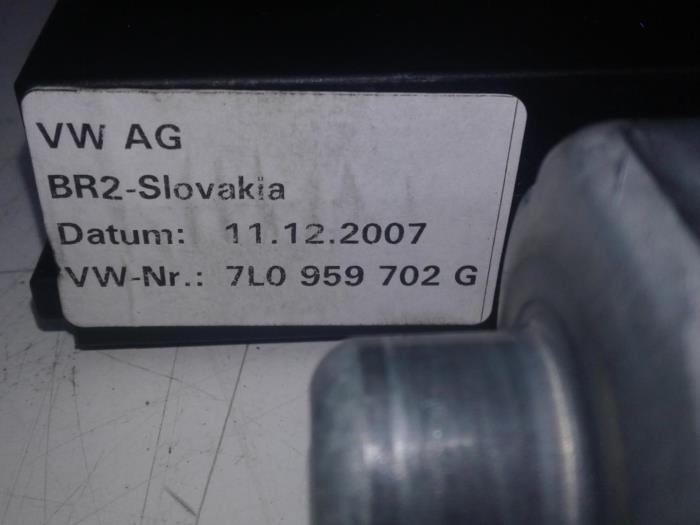 VW AG
BR2-Slovakia
Datum: 11.12.2007
VW-Nr.: 7L0 959 702 G